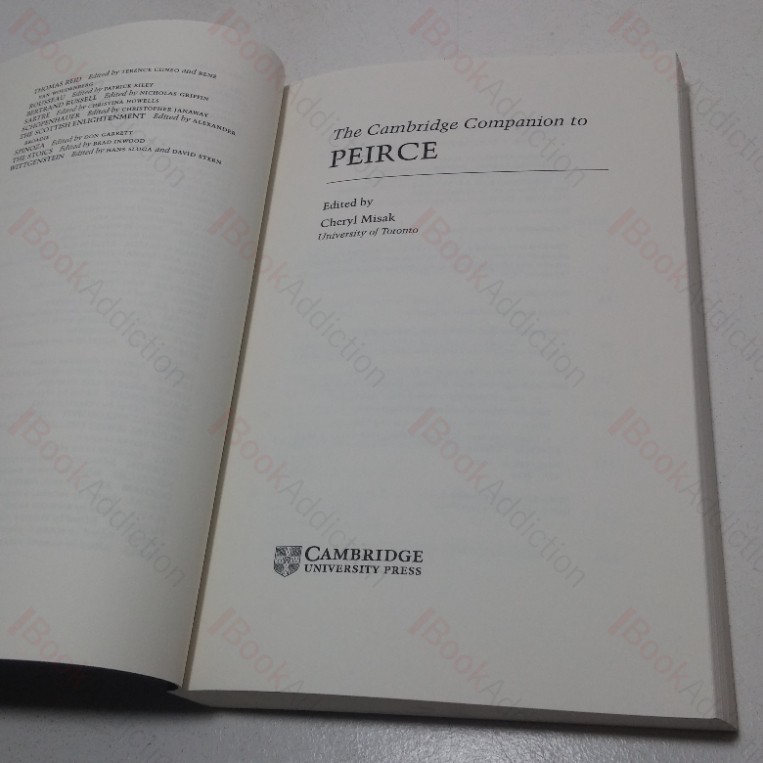 THOMAS REID Edited by TERENCE CUNEO and RENE
VAN WOUDENBERG
ROUSSEAU Edited by PATRICK RILEY
BERTRAND RUSSELL Edited by NICHOLAS GRIFFIN
SARTRE Edited by CHRISTINA HOWELLS
SCHOPENHAUER Edited by CHRISTOPHER JANAWAY
THE SCOTTISH ENLIGHTENMENT Edited by ALEXANDER
BROADIE
SPINOZA Edited by DON GARRETT
THE STOICS Edited by BRAD INWOOD
WITTGENSTEIN Edited by HANS SLUGA and DAVID STERN
The Cambridge Companion to
PEIRCE
Edited by
Cheryl Misak
University of Toronto
CAMBRIDGE
UNIVERSITY PRESS
BookAddiction